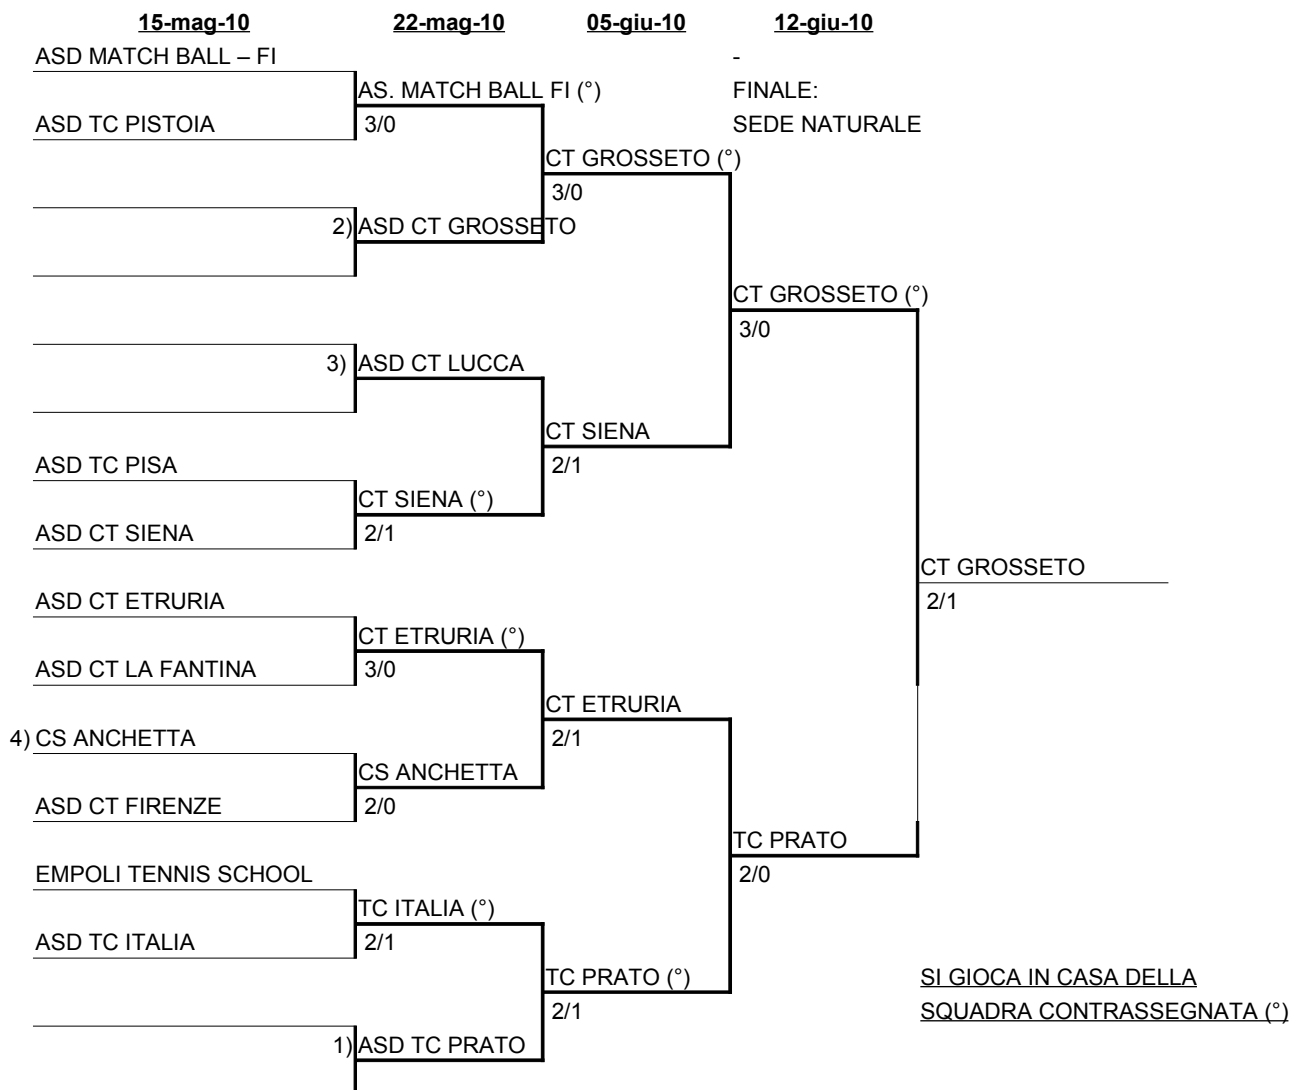 15-mag-10 22-mag-10 05-giu-10 12-giu-10
ASD MATCH BALL – FI
-
AS. MATCH BALL FI (°)
FINALE:
ASD TC PISTOIA
3/0
SEDE NATURALE
CT GROSSETO (°)
3/0
2) ASD CT GROSSETO
CT GROSSETO (°)
3/0
3) ASD CT LUCCA
CT SIENA
ASD TC PISA
2/1
CT SIENA (°)
ASD CT SIENA
2/1
CT GROSSETO
ASD CT ETRURIA
2/1
CT ETRURIA (°)
ASD CT LA FANTINA
3/0
CT ETRURIA
4) CS ANCHETTA
2/1
CS ANCHETTA
ASD CT FIRENZE
2/0
TC PRATO
EMPOLI TENNIS SCHOOL
2/0
TC ITALIA (°)
ASD TC ITALIA
2/1
TC PRATO (°)
SI GIOCA IN CASA DELLA
2/1
SQUADRA CONTRASSEGNATA (°)
1) ASD TC PRATO